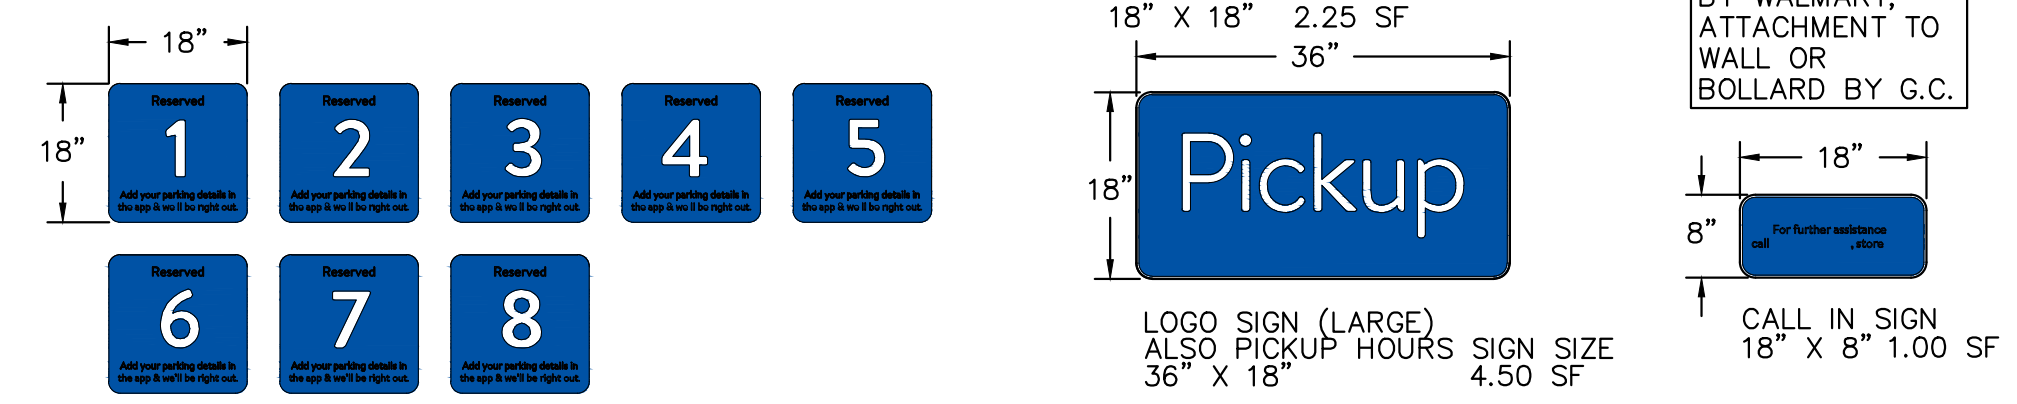 18"
18"
Reserved
1
Add your parking details in
the app & we'll be right out.
Reserved
2
Add your parking details in
the app & we'll be right out.
Reserved
3
Add your parking details in
the app & we'll be right out.
Reserved
4
Add your parking details in
the app & we'll be right out.
Reserved
5
Add your parking details in
the app & we'll be right out.
Reserved
6
Add your parking details in
the app & we'll be right out.
Reserved
7
Add your parking details in
the app & we'll be right out.
Reserved
8
Add your parking details in
the app & we'll be right out.
18" X 18" 2.25 SF
36"
18"
Pickup
LOGO SIGN (LARGE)
ALSO PICKUP HOURS SIGN SIZE
36" X 18" 4.50 SF
BY WALMART,
ATTACHMENT TO
WALL OR
BOLLARD BY G.C.
18"
8"
For further assistance
call , store
CALL IN SIGN
18" X 8" 1.00 SF